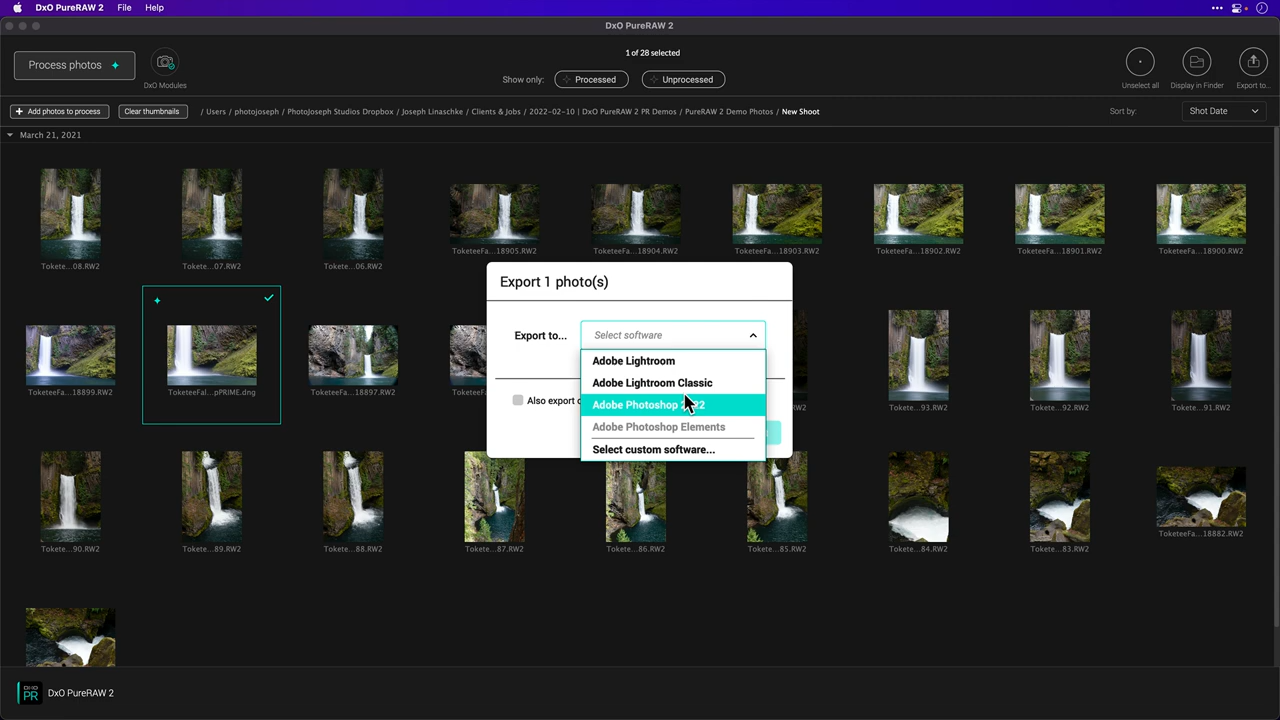 DxO PureRAW 2 File Help
DxO PureRAW 2
Process photos
DxO Modules
1 of 28 selected
Show only: Processed Unprocessed
Unselect all Display in Finder Export to...
Add photos to process Clear thumbnails / Users / photojoseph / PhotoJoseph Studios Dropbox / Joseph Linaschke / Clients & Jobs / 2022-02-10 | DxO PureRAW 2 PR Demos / PureRAW 2 Demo Photos / New Shoot Sort by: Shot Date
March 21, 2021
Tokete...08.RW2 Tokete...07.RW2 Tokete...06.RW2 ToketeeFa...18905.RW2 ToketeeFa...18904.RW2 ToketeeFa...18903.RW2 ToketeeFa...18902.RW2 ToketeeFa...18901.RW2 ToketeeFa...18900.RW2
Export 1 photo(s)
Export to... Select software
Adobe Lightroom
Adobe Lightroom Classic
Adobe Photoshop
Adobe Photoshop Elements
Select custom software...
Also export
ToketeeFa...18899.RW2 ToketeeFal...pPRIME.dng ToketeeFa...18897.RW2 ...93.RW2 ...92.RW2 ...91.RW2
Tokete...90.RW2 Tokete...89.RW2 Tokete...88.RW2 Tokete...87.RW2 Tokete...86.RW2 Tokete...85.RW2 Tokete...84.RW2 Tokete...83.RW2 ToketeeFa...18882.RW2
DXO PR DxO PureRAW 2